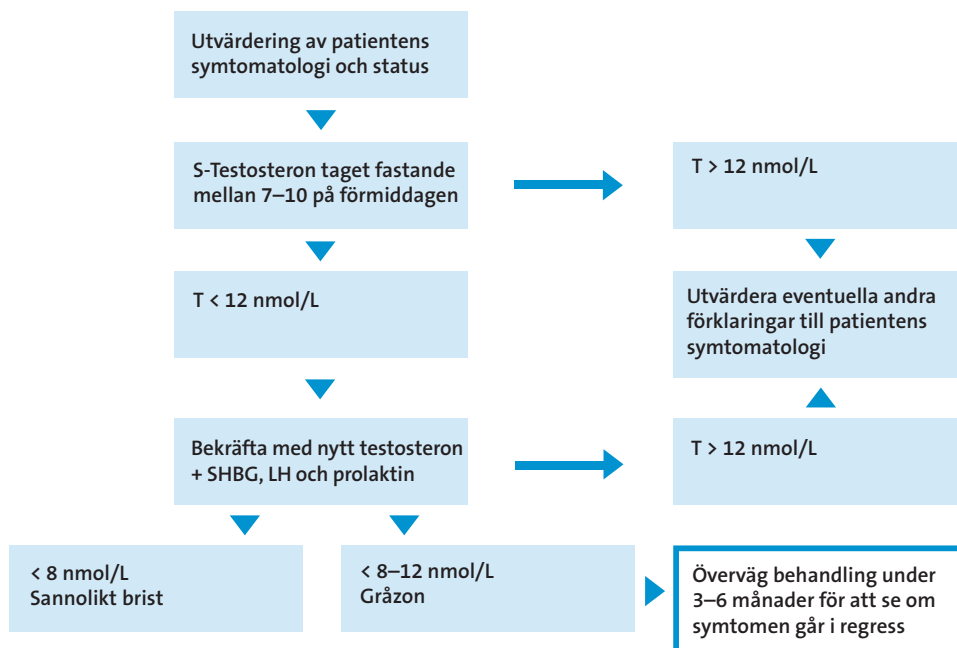 Utvärdering av patientens
symtomatologi och status
S-Testosteron taget fastande
mellan 7–10 på förmiddagen
T > 12 nmol/L
T < 12 nmol/L
Utvärdera eventuella andra
förklaringar till patientens
symtomatologi
Bekräfta med nytt testosteron
+ SHBG, LH och prolaktin
T > 12 nmol/L
< 8 nmol/L
Sannolikt brist
< 8–12 nmol/L
Gråzon
Överväg behandling under
3–6 månader för att se om
symtomen går i regress